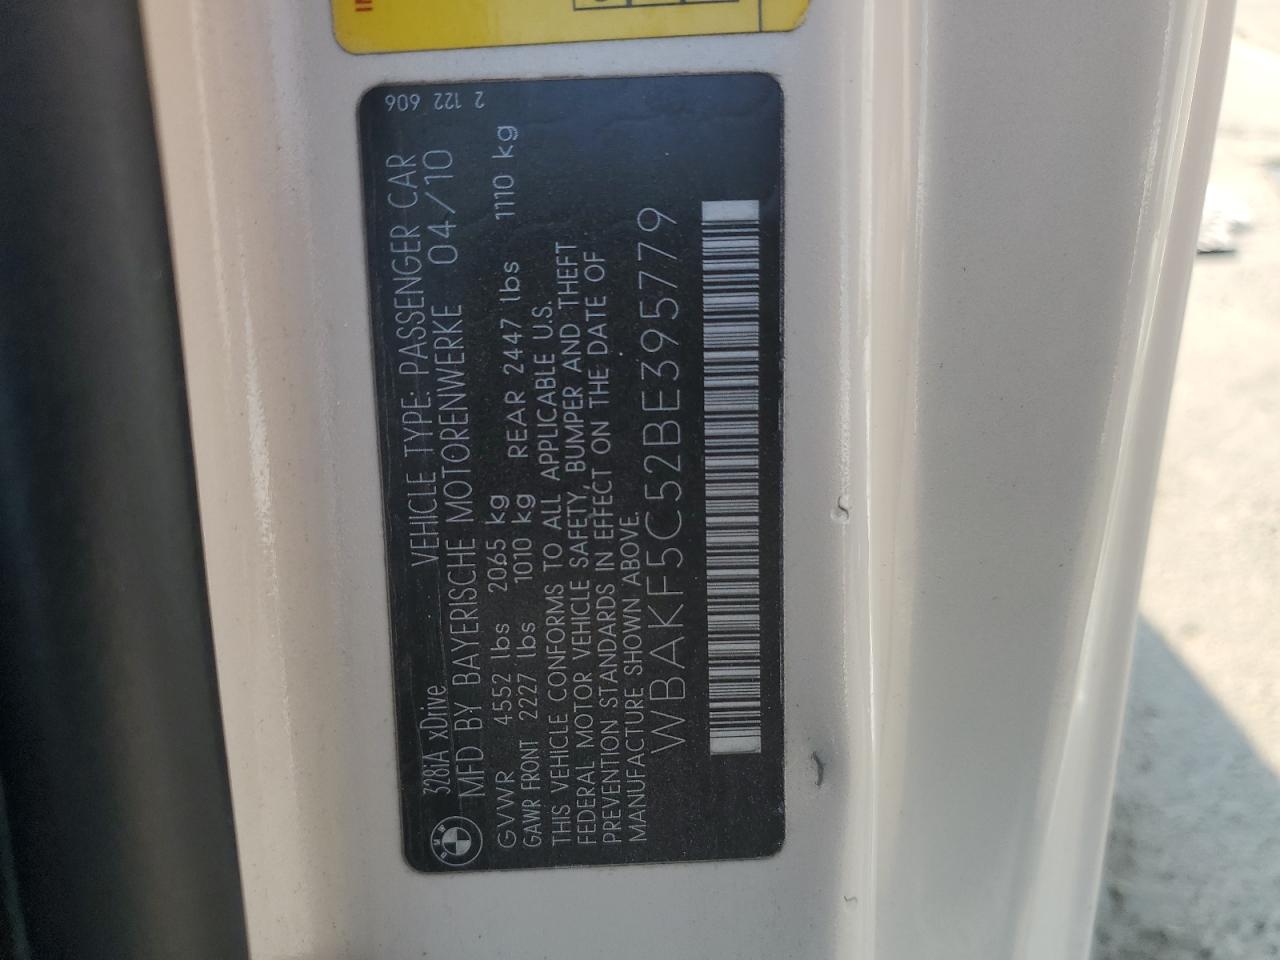 328iA xDrive VEHICLE TYPE: PASSENGER CAR
MFD BY BAYERISCHE MOTORENWERKE 04/10
GVWR 4552 lbs 2065 kg
GAWR FRONT 2227 lbs 1010 kg REAR 2447 lbs 1110 kg
THIS VEHICLE CONFORMS TO ALL APPLICABLE U.S.
FEDERAL MOTOR VEHICLE SAFETY, BUMPER AND THEFT
PREVENTION STANDARDS IN EFFECT ON THE DATE OF
MANUFACTURE SHOWN ABOVE.
WBAKF5C52BE395779
2 122 606